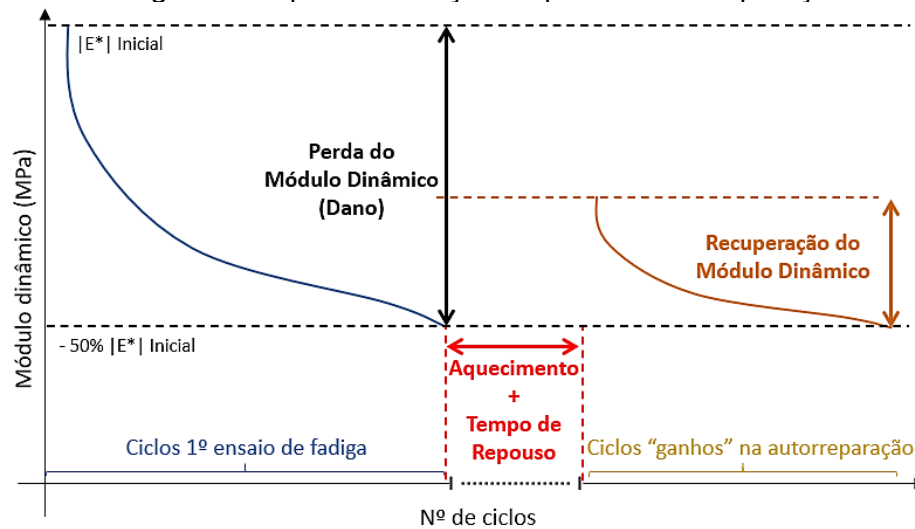 |E*| Inicial
Perda do
Módulo Dinâmico
(Dano)
Recuperação do
Módulo Dinâmico
Módulo dinâmico (MPa)
- 50% |E*| Inicial
Aquecimento
+
Tempo de
Repouso
Ciclos 1º ensaio de fadiga
Ciclos “ganhos” na autorreparação
Nº de ciclos